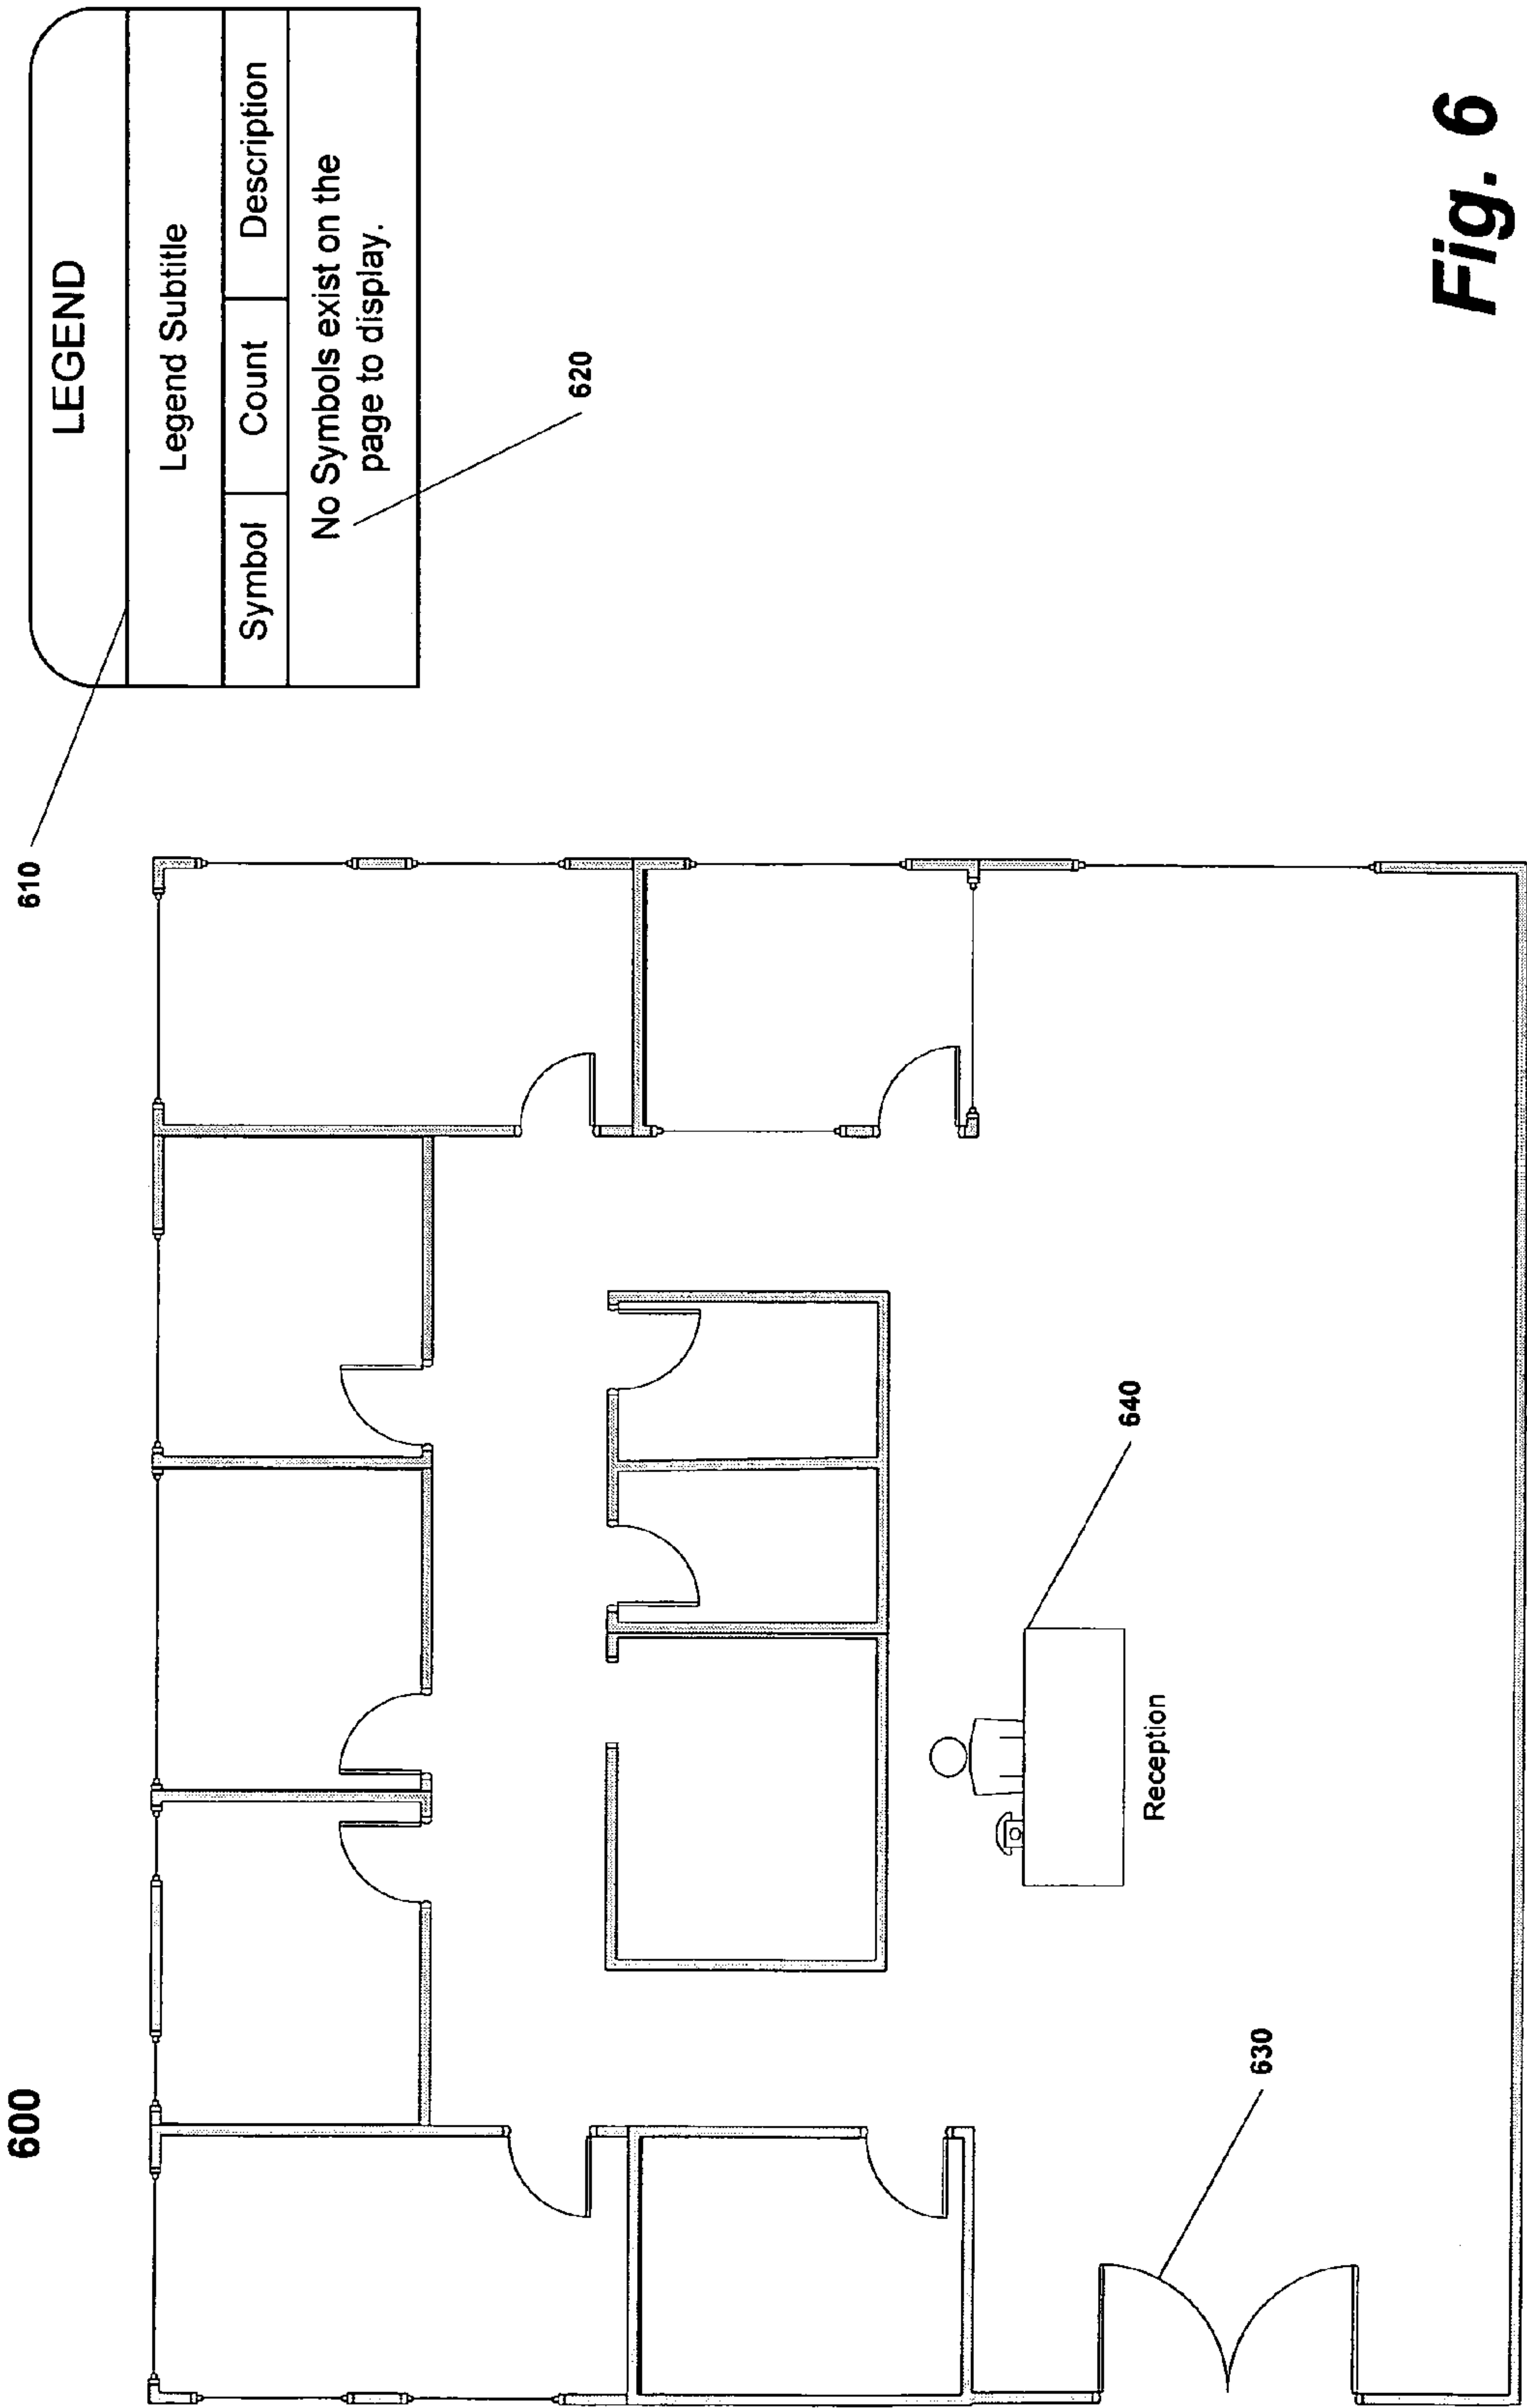 600
610
LEGEND
Legend Subtitle
Symbol Count Description
No Symbols exist on the
page to display.
620
640
Reception
630
Fig. 6